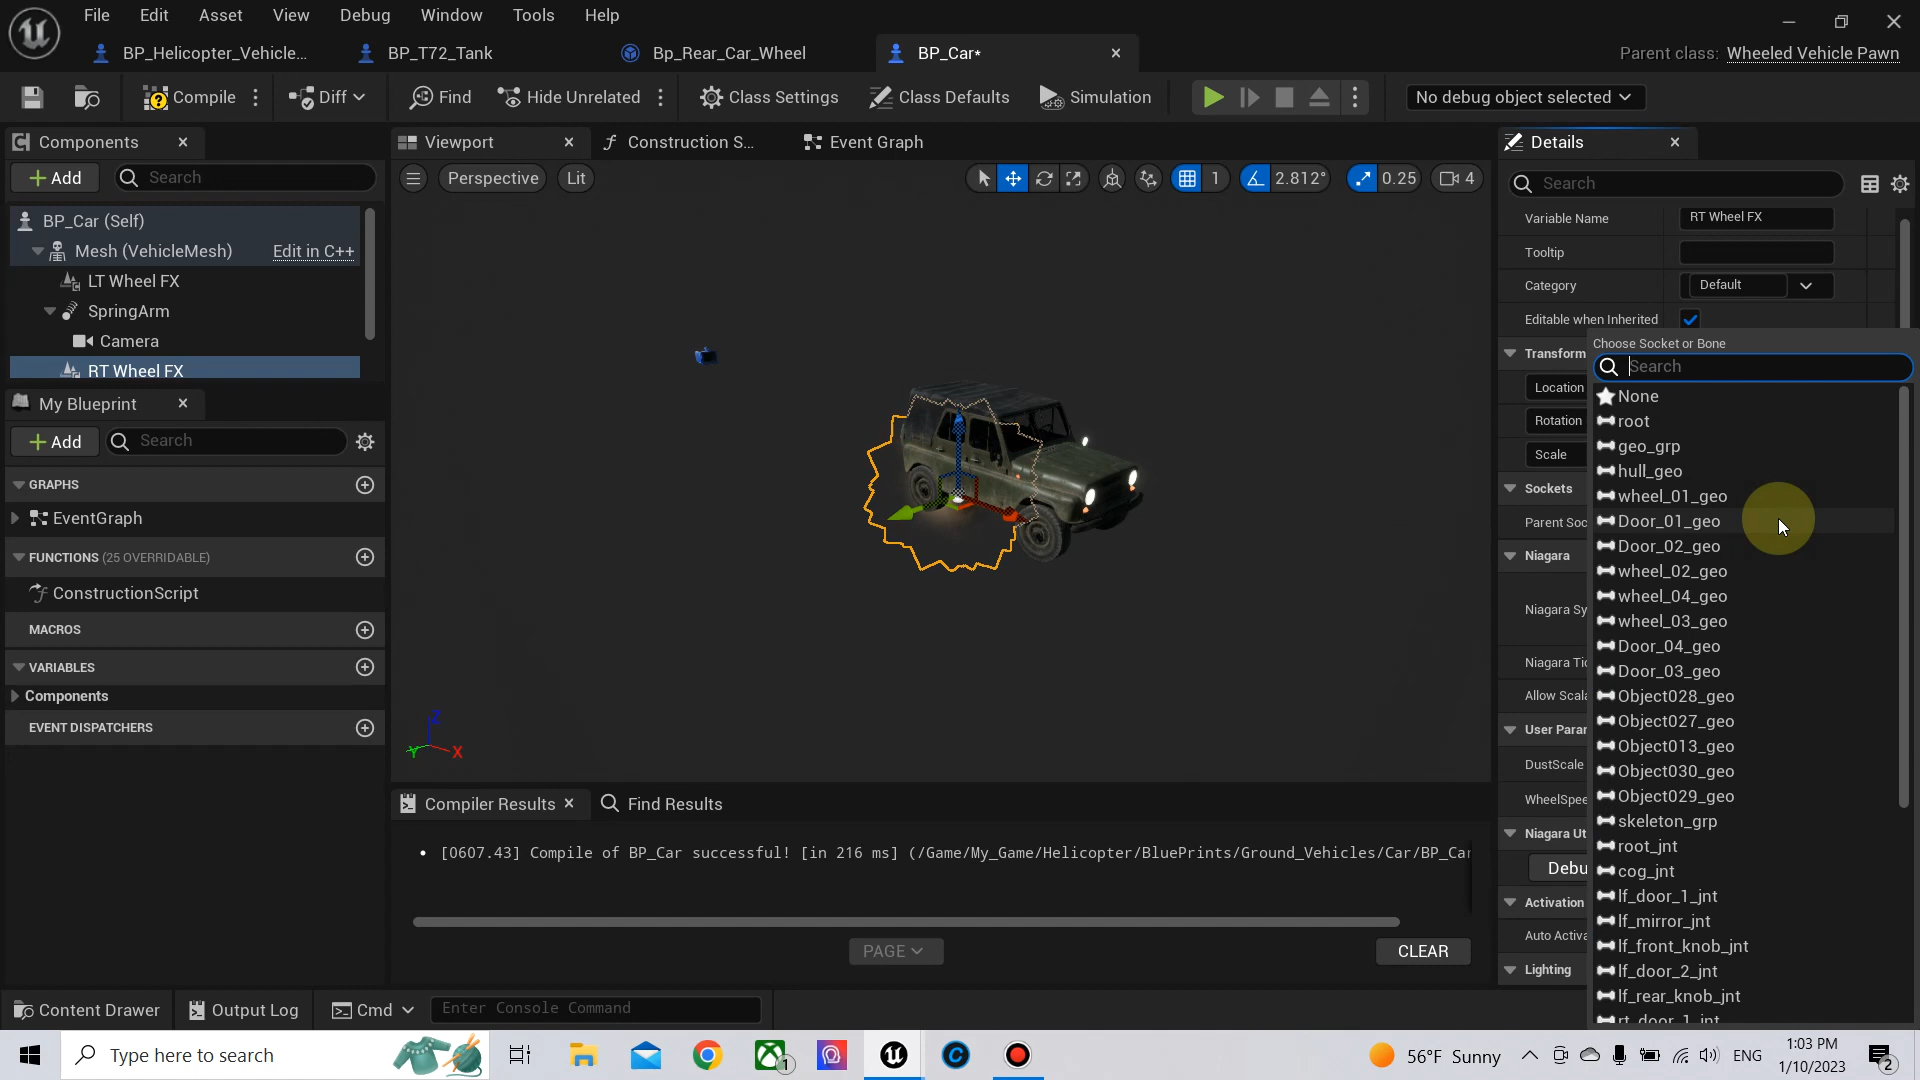 File Edit Asset View Debug Window Tools Help
BP_Helicopter_Vehicle... BP_T72_Tank Bp_Rear_Car_Wheel BP_Car* Parent class: Wheeled Vehicle Pawn
Compile Diff Find Hide Unrelated Class Settings Class Defaults Simulation No debug object selected
Components
Add Search
BP_Car (Self)
Mesh (VehicleMesh) Edit in C++
LT Wheel FX
SpringArm
Camera
RT Wheel FX
My Blueprint
Add Search
GRAPHS
EventGraph
FUNCTIONS (25 OVERRIDABLE)
ConstructionScript
MACROS
VARIABLES
Components
EVENT DISPATCHERS
Viewport Construction S... Event Graph
Perspective Lit 1 2.812° 0.25 4
Z
Y X
Compiler Results Find Results
[0607.43] Compile of BP_Car successful! [in 216 ms] (/Game/My_Game/Helicopter/BluePrints/Ground_Vehicles/Car/BP_Car
PAGE CLEAR
Details
Search
Variable Name RT Wheel FX
Tooltip
Category Default
Editable when Inherited
Transform
Location
Rotation
Scale
Sockets
Parent Soc
Niagara
Niagara Sy
Niagara Tic
Allow Scala
User Parar
DustScale
WheelSpee
Niagara Ut
Debu
Activation
Auto Activa
Lighting
Choose Socket or Bone
Search
None
root
geo_grp
hull_geo
wheel_01_geo
Door_01_geo
Door_02_geo
wheel_02_geo
wheel_04_geo
wheel_03_geo
Door_04_geo
Door_03_geo
Object028_geo
Object027_geo
Object013_geo
Object030_geo
Object029_geo
skeleton_grp
root_jnt
cog_jnt
lf_door_1_jnt
lf_mirror_jnt
lf_front_knob_jnt
lf_door_2_jnt
lf_rear_knob_jnt
rt_door_1_jnt
Content Drawer Output Log Cmd Enter Console Command
Type here to search 1 56°F Sunny ENG 1:03 PM
1/10/2023 2